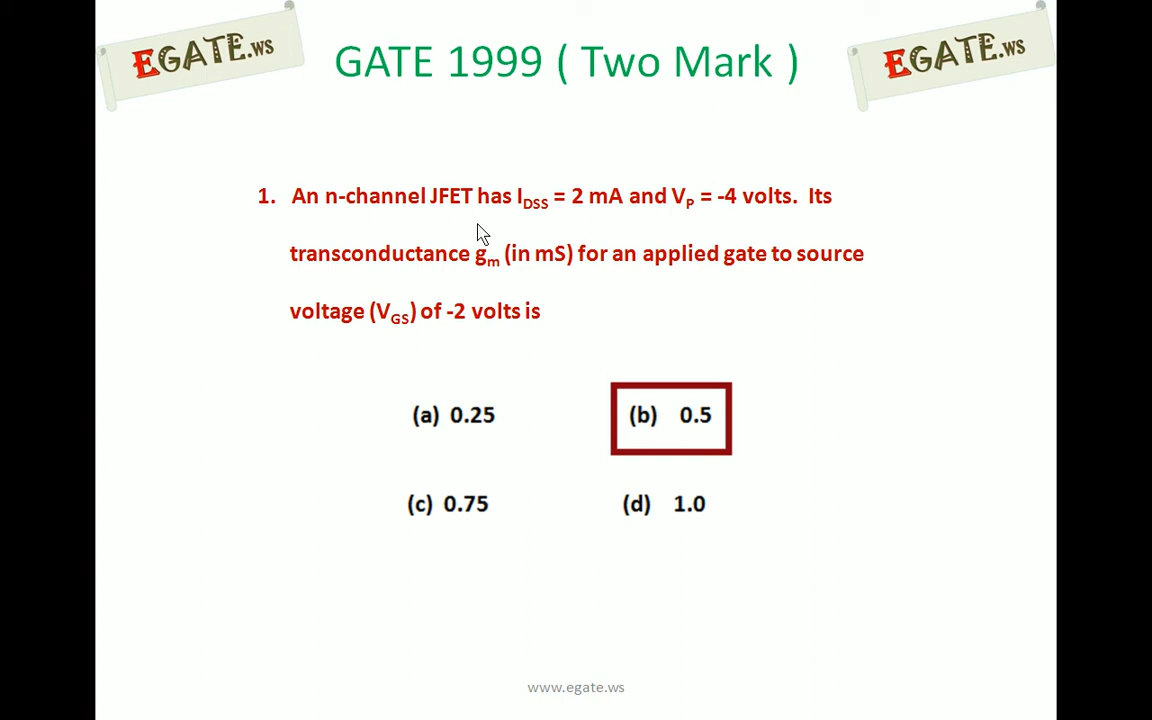 EGATE.ws
GATE 1999 ( Two Mark )
EGATE.ws
1. An n-channel JFET has IDSS = 2 mA and VP = -4 volts. Its
transconductance gm (in mS) for an applied gate to source
voltage (VGS) of -2 volts is
(a) 0.25
(b) 0.5
(c) 0.75
(d) 1.0
www.egate.ws